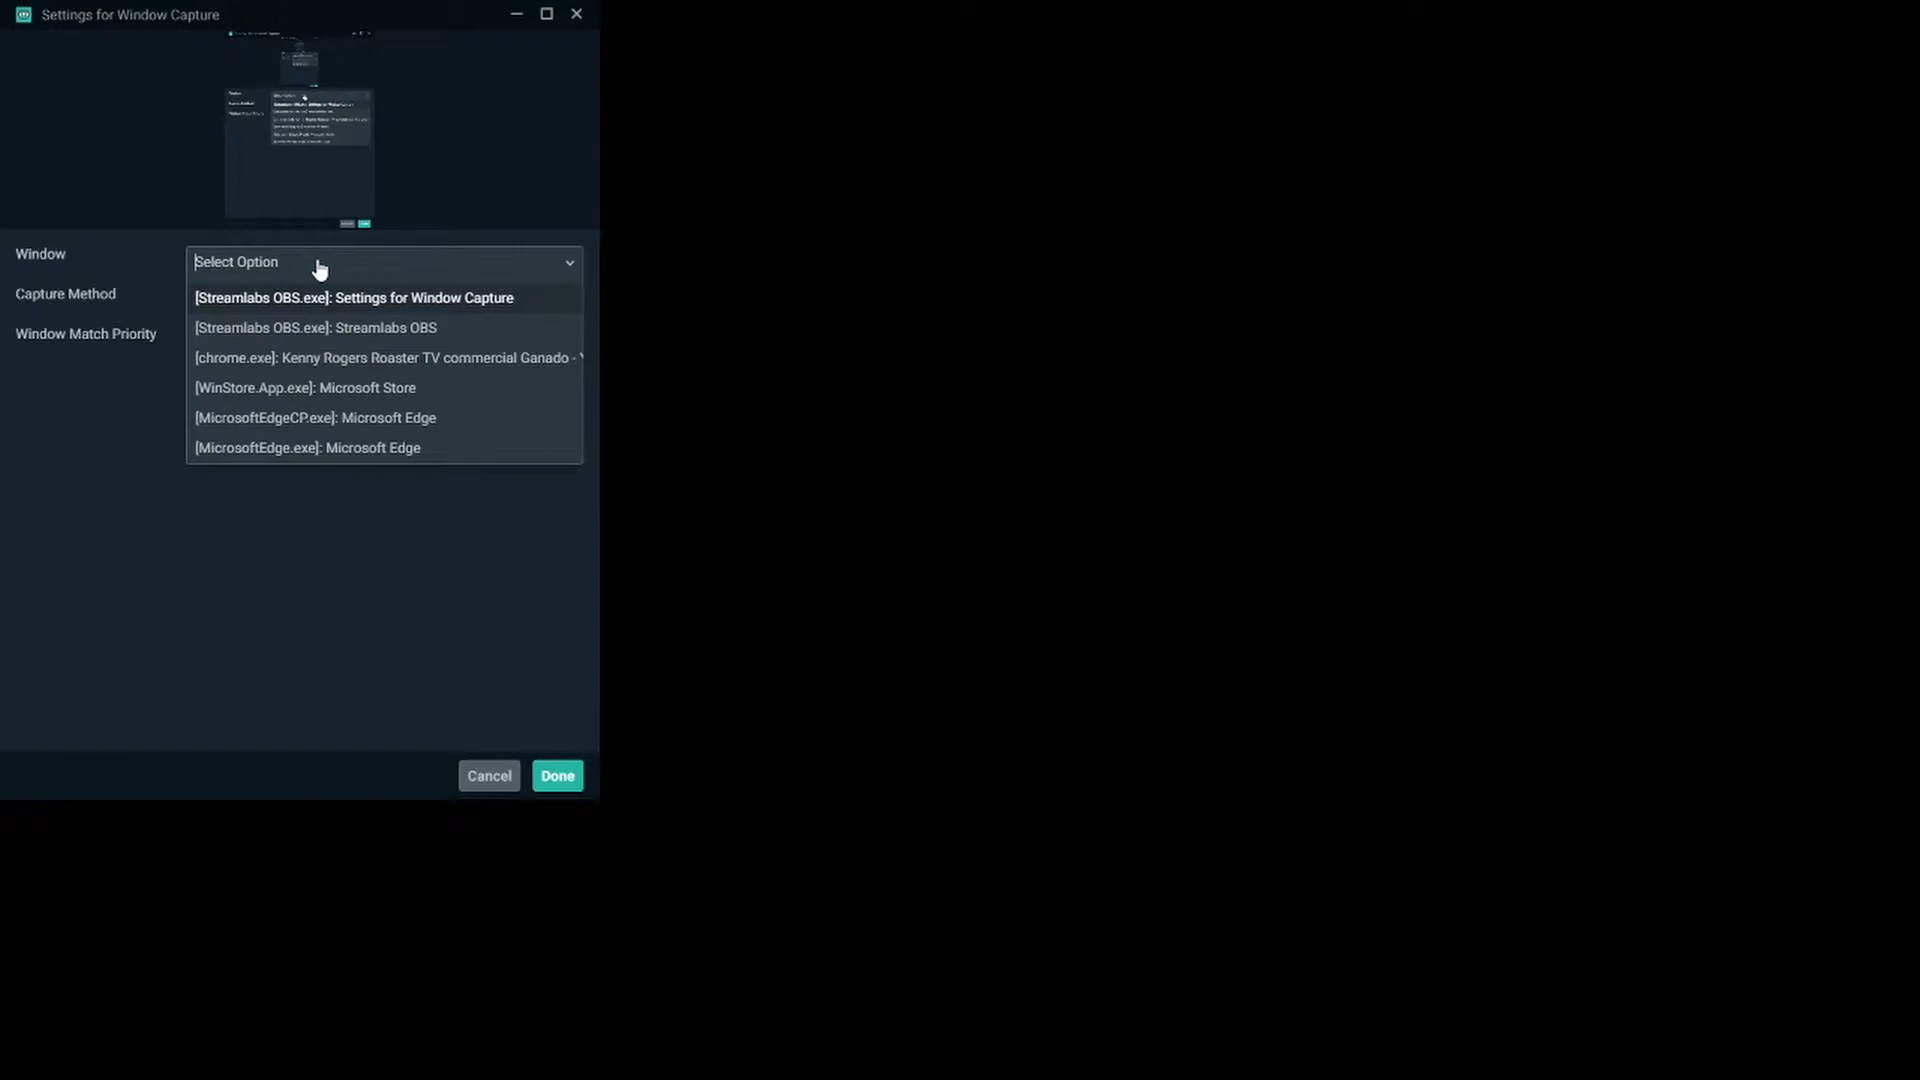 Settings for Window Capture
Window
Select Option
Capture Method
[Streamlabs OBS.exe]: Settings for Window Capture
[Streamlabs OBS.exe]: Streamlabs OBS
Window Match Priority
[chrome.exe]: Kenny Rogers Roaster TV commercial Ganado -
[WinStore.App.exe]: Microsoft Store
[MicrosoftEdgeCP.exe]: Microsoft Edge
[MicrosoftEdge.exe]: Microsoft Edge
Cancel
Done